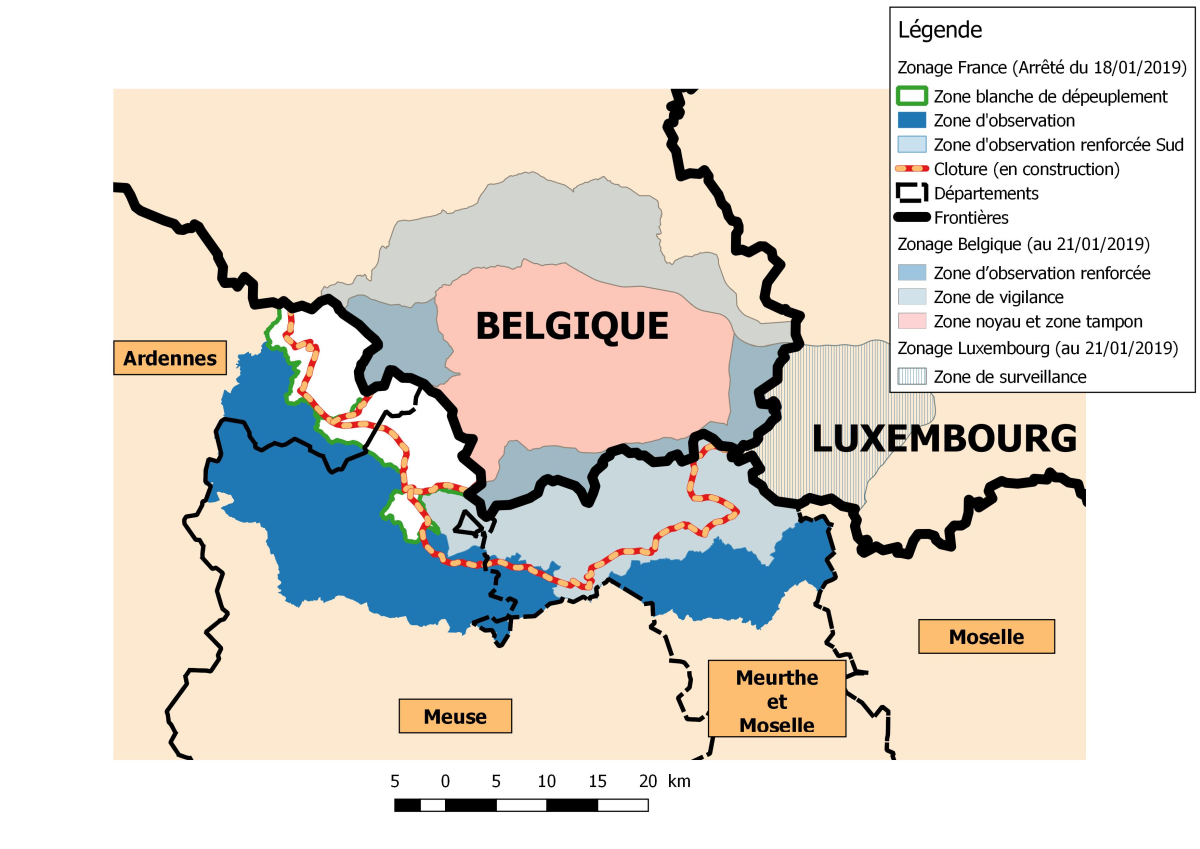 Légende
Zonage France (Arrêté du 18/01/2019)
Zone blanche de dépeuplement
Zone d'observation
Zone d'observation renforcée Sud
Cloture (en construction)
Départements
Frontières
Zonage Belgique (au 21/01/2019)
Zone d’observation renforcée
Zone de vigilance
Zone noyau et zone tampon
Zonage Luxembourg (au 21/01/2019)
Zone de surveillance
BELGIQUE
Ardennes
LUXEMBOURG
Moselle
Meurthe
et
Moselle
Meuse
5 0 5 10 15 20 km